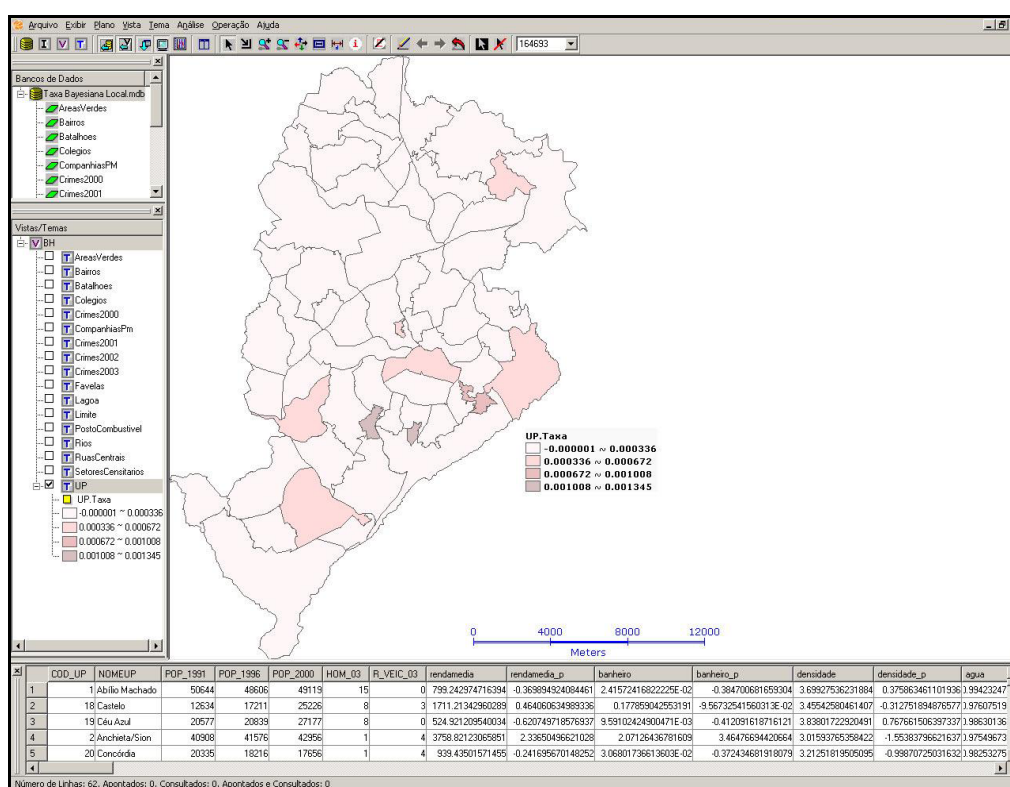 Arquivo Exibir Plano Vista Tema Análise Operação Ajuda
164693
Bancos de Dados
Taxa Bayesiana Local.mdb
AreasVerdes
Bairros
Batalhoes
Colegios
CompanhiasPM
Crimes2000
Crimes2001
Vistas/Temas
BH
AreasVerdes
Bairros
Batalhoes
Colegios
Crimes2000
CompanhiasPm
Crimes2001
Crimes2002
Crimes2003
Favelas
Lagoa
Limite
PostoCombustivel
Rios
RuasCentrais
SetoresCensitarios
UP
UP.Taxa
-0.000001 ~ 0.000336
0.000336 ~ 0.000672
0.000672 ~ 0.001008
0.001008 ~ 0.001345
UP.Taxa
-0.000001 ~ 0.000336
0.000336 ~ 0.000672
0.000672 ~ 0.001008
0.001008 ~ 0.001345
0 4000 8000 12000
Meters
COD_UP NOMEUP POP_1991 POP_1996 POP_2000 HOM_03 R_VEIC_03 rendamedia rendamedia_p banheiro banheiro_p densidade densidade_p agua
1 1 Abílio Machado 50644 48606 49119 15 0 799.242974716394 -0.369894924084461 2.41572416822225E-02 -0.384700681659304 3.69927536231884 0.375863461101936 0.99423247
2 18 Castelo 12634 17211 25226 8 3 1711.21342960289 0.464060634989336 0.177859042553191 -9.56732541560313E-02 3.45542580461407 -0.312751894876577 0.97607519
3 19 Céu Azul 20577 20839 27177 8 0 524.921209540034 -0.620749718576937 9.59102424900471E-03 -0.412091618716121 3.83801722920491 0.767661506397337 0.98630136
4 2 Anchieta/Sion 40908 41576 42956 1 4 3758.82123065851 2.33650496621028 2.07126436781609 3.46476694420664 3.01593765358422 -1.55383796621637 0.97549673
5 20 Concórdia 20335 18216 17656 1 4 939.43501571455 -0.241695670148252 3.06801736613603E-02 -0.372434681918079 3.21251819505095 -0.99870725031632 0.98253275
Número de Linhas: 62, Apontados: 0, Consultados: 0, Apontados e Consultados: 0